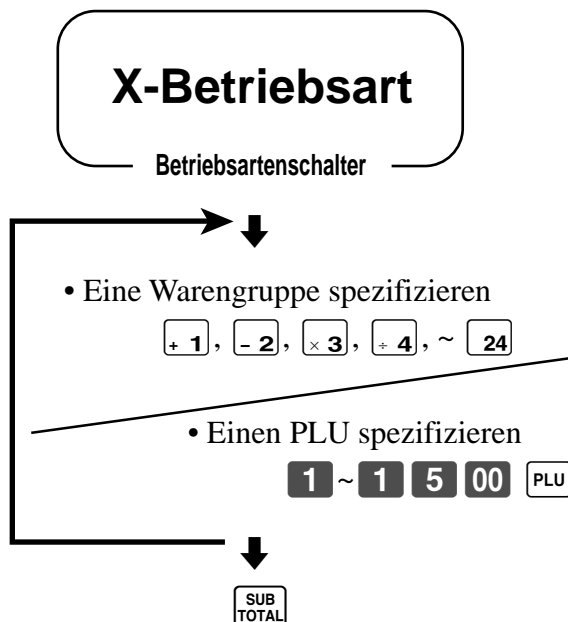 X-Betriebsart
Betriebsartenschalter
• Eine Warengruppe spezifizieren
+ 1, - 2, × 3, ÷ 4, ~ 24
• Einen PLU spezifizieren
1 ~ 1 5 00 PLU
SUB
TOTAL